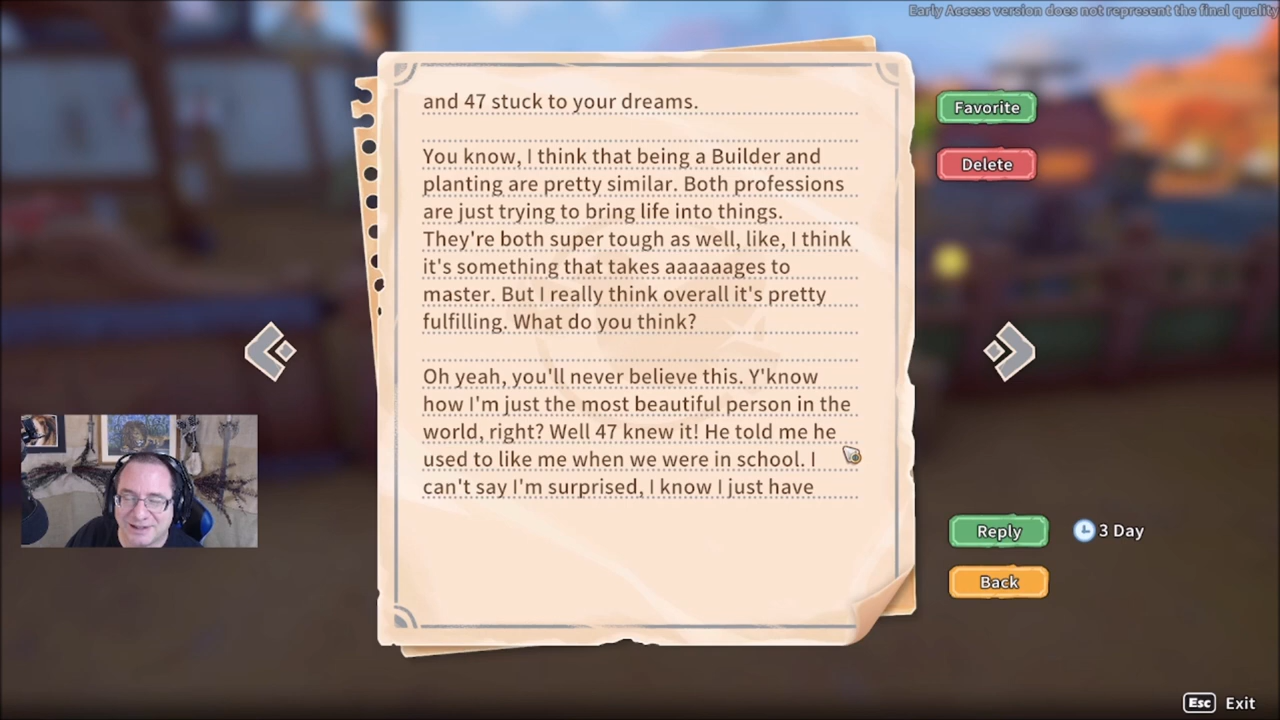 Early Access version does not represent the final quality
and 47 stuck to your dreams.
You know, I think that being a Builder and
planting are pretty similar. Both professions
are just trying to bring life into things.
They're both super tough as well, like, I think
it's something that takes aaaaaages to
master. But I really think overall it's pretty
fulfilling. What do you think?
Oh yeah, you'll never believe this. Y'know
how I'm just the most beautiful person in the
world, right? Well 47 knew it! He told me he
used to like me when we were in school. I
can't say I'm surprised, I know I just have
Favorite
Delete
Reply
3 Day
Back
Esc Exit